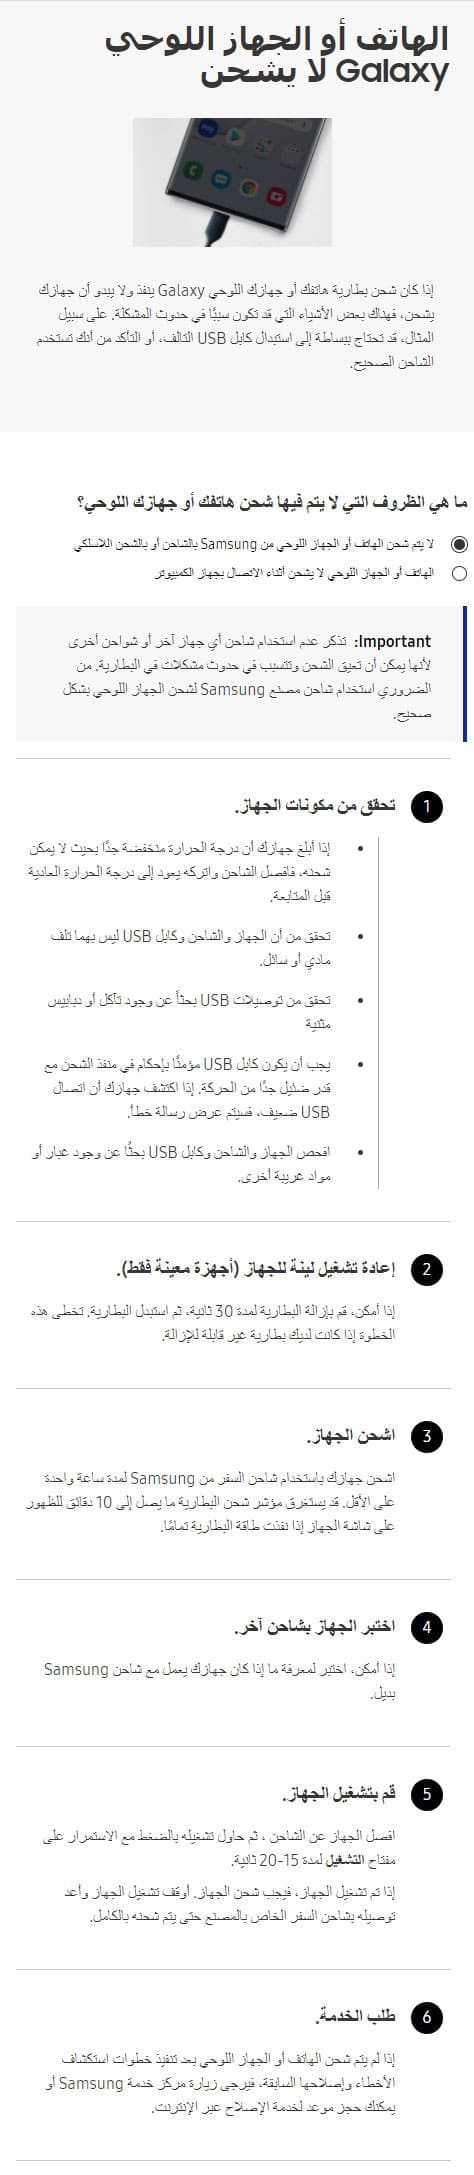 الهاتف أو الجهاز اللوحي
Galaxy لا يشحن
إذا كان شحن بطارية هاتفك أو جهازك اللوحي Galaxy ينفذ ولا يبدو أن جهازك
يشحن، فهناك بعض الأشياء التي قد تكون سببًا في حدوث المشكلة. على سبيل
المثال، قد تحتاج ببساطة إلى استبدال كابل USB التالف، أو التأكد من أنك تستخدم
الشاحن الصحيح.
ما هي الظروف التي لا يتم فيها شحن هاتفك أو جهازك اللوحي؟
لا يتم شحن الهاتف أو الجهاز اللوحي من Samsung بالشاحن أو بالشحن اللاسلكي
الهاتف أو الجهاز اللوحي لا يشحن أثناء الاتصال بجهاز الكمبيوتر
Important: تذكر عدم استخدام شاحن أي جهاز آخر أو شواحن أخرى
لأنها يمكن أن تعيق الشحن وتتسبب في حدوث مشكلات في البطارية. من
الضروري استخدام شاحن مصنع Samsung لشحن الجهاز اللوحي بشكل
صحيح.
1 تحقق من مكونات الجهاز.
• إذا أبلغ جهازك أن درجة الحرارة منخفضة جدًا بحيث لا يمكن
شحنه، فافصل الشاحن واتركه يعود إلى درجة الحرارة العادية
قبل المتابعة.
• تحقق من أن الجهاز والشاحن وكابل USB ليس بهما تلف
مادي أو سائل.
• تحقق من توصيلات USB بحثاً عن وجود تآكل أو دبابيس
مثنية
• يجب أن يكون كابل USB مؤمنًا بإحكام في منفذ الشحن مع
قدر ضئيل جدًا من الحركة. إذا اكتشف جهازك أن اتصال
USB ضعيف، فسيتم عرض رسالة خطأ.
• افحص الجهاز والشاحن وكابل USB بحثًا عن وجود غبار أو
مواد غريبة أخرى.
2 إعادة تشغيل لينة للجهاز (أجهزة معينة فقط).
إذا أمكن، قم بإزالة البطارية لمدة 30 ثانية، ثم استبدل البطارية. تخطى هذه
الخطوة إذا كانت لديك بطارية غير قابلة للإزالة.
3 اشحن الجهاز.
اشحن جهازك باستخدام شاحن السفر من Samsung لمدة ساعة واحدة
على الأقل. قد يستغرق مؤشر شحن البطارية ما يصل إلى 10 دقائق للظهور
على شاشة الجهاز إذا نفذت طاقة البطارية تمامًا.
4 اختبر الجهاز بشاحن آخر.
إذا أمكن، اختبر لمعرفة ما إذا كان جهازك يعمل مع شاحن Samsung
بديل.
5 قم بتشغيل الجهاز.
افصل الجهاز عن الشاحن ، ثم حاول تشغيله بالضغط مع الاستمرار على
مفتاح التشغيل لمدة 15-20 ثانية.
إذا تم تشغيل الجهاز، فيجب شحن الجهاز. أوقف تشغيل الجهاز وأعد
توصيله بشاحن السفر الخاص بالمصنع حتى يتم شحنه بالكامل.
6 طلب الخدمة.
إذا لم يتم شحن الهاتف أو الجهاز اللوحي بعد تنفيذ خطوات استكشاف
الأخطاء وإصلاحها السابقة، فيرجى زيارة مركز خدمة Samsung أو
يمكنك حجز موعد لخدمة الإصلاح عبر الإنترنت.